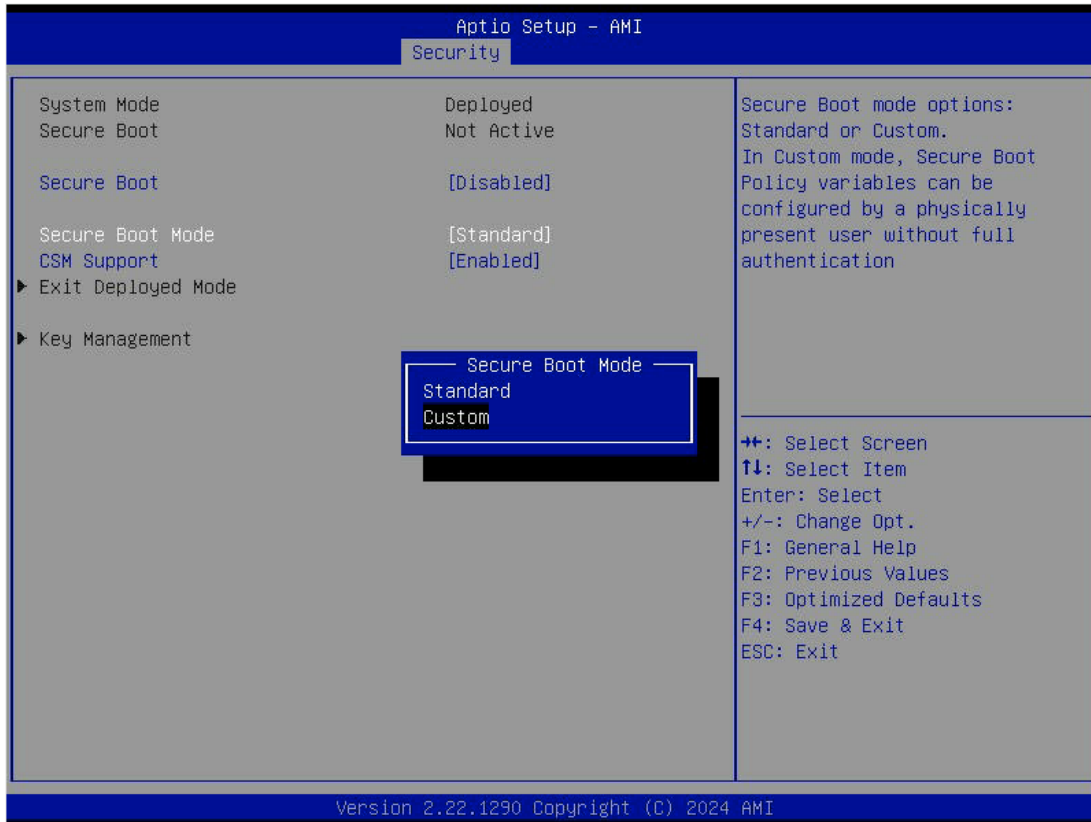 Aptio Setup – AMI
Security
System Mode Deployed
Secure Boot Not Active
Secure Boot [Disabled]
Secure Boot Mode [Standard]
CSM Support [Enabled]
▶ Exit Deployed Mode
▶ Key Management
Secure Boot Mode
Standard
Custom
Secure Boot mode options:
Standard or Custom.
In Custom mode, Secure Boot
Policy variables can be
configured by a physically
present user without full
authentication
→←: Select Screen
↑↓: Select Item
Enter: Select
+/-: Change Opt.
F1: General Help
F2: Previous Values
F3: Optimized Defaults
F4: Save & Exit
ESC: Exit
Version 2.22.1290 Copyright (C) 2024 AMI